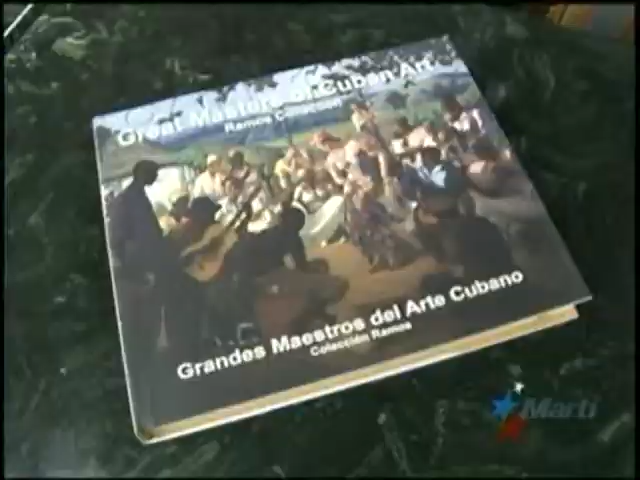 Great Masters of Cuban Art
Ramos Collection
Grandes Maestros del Arte Cubano
Colección Ramos
Martí